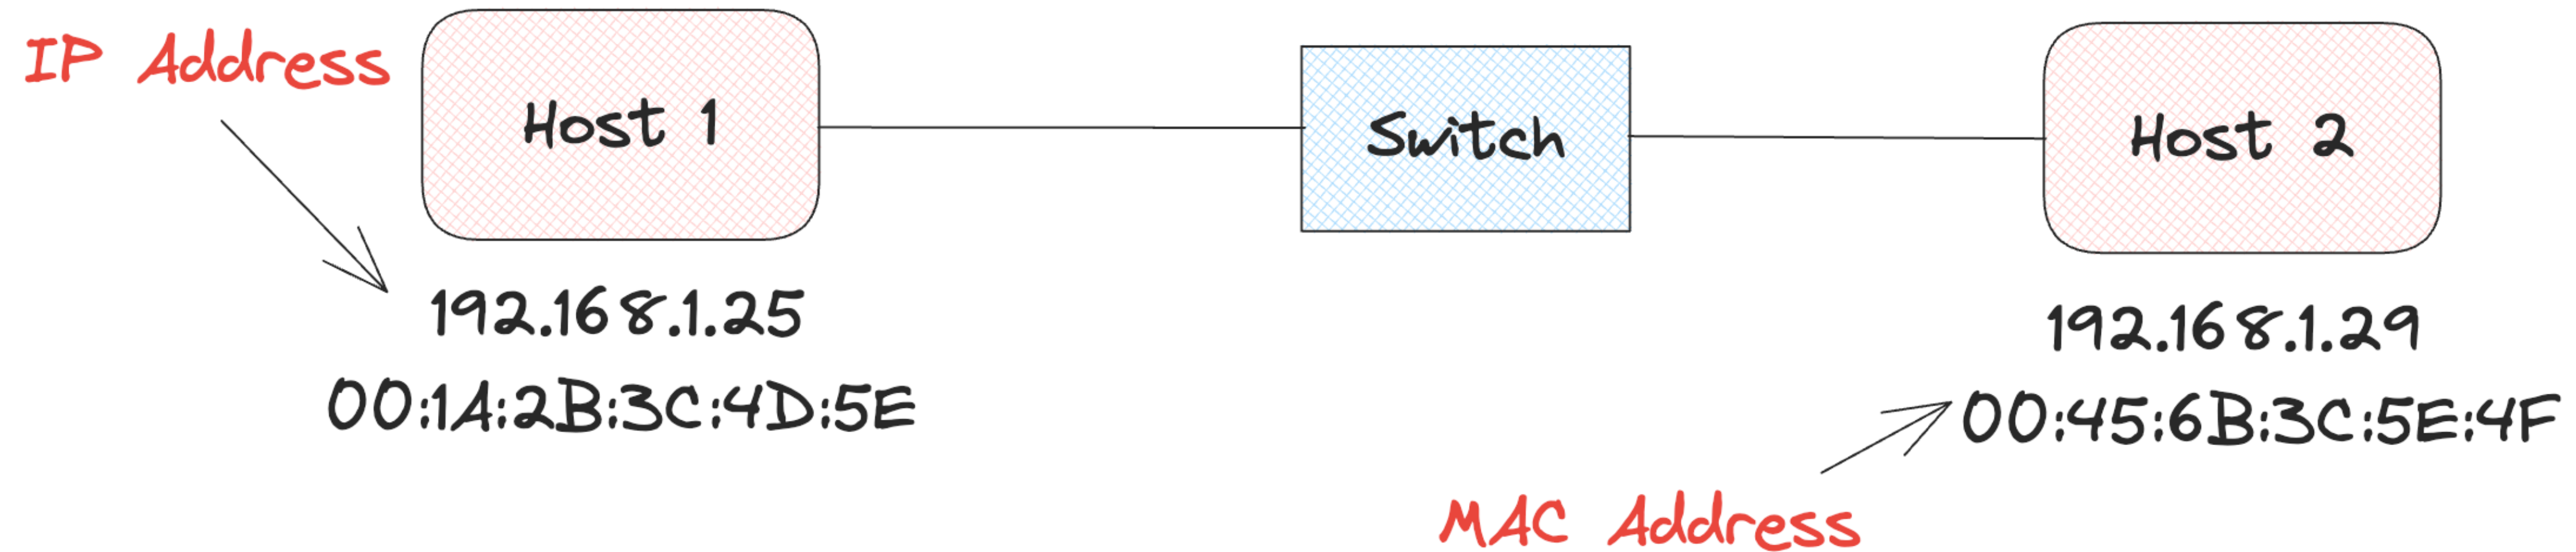 IP Address
Host 1
Switch
Host 2
192.168.1.25
00:1A:2B:3C:4D:5E
192.168.1.29
00:45:6B:3C:5E:4F
MAC Address